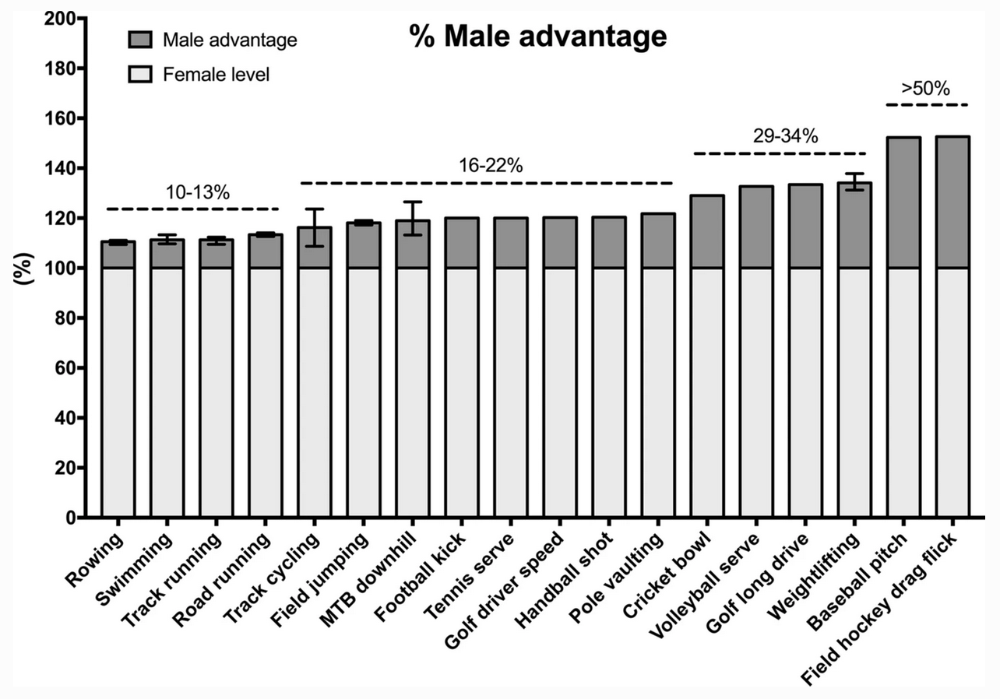 % Male advantage
Male advantage
Female level
200
180
160
140
120
100
80
60
40
20
0
(%)
10-13%
16-22%
29-34%
>50%
Rowing
Swimming
Track running
Road running
Track cycling
Field jumping
MTB downhill
Football kick
Tennis serve
Golf driver speed
Handball shot
Pole vaulting
Cricket bowl
Volleyball serve
Golf long drive
Weightlifting
Baseball pitch
Field hockey drag flick